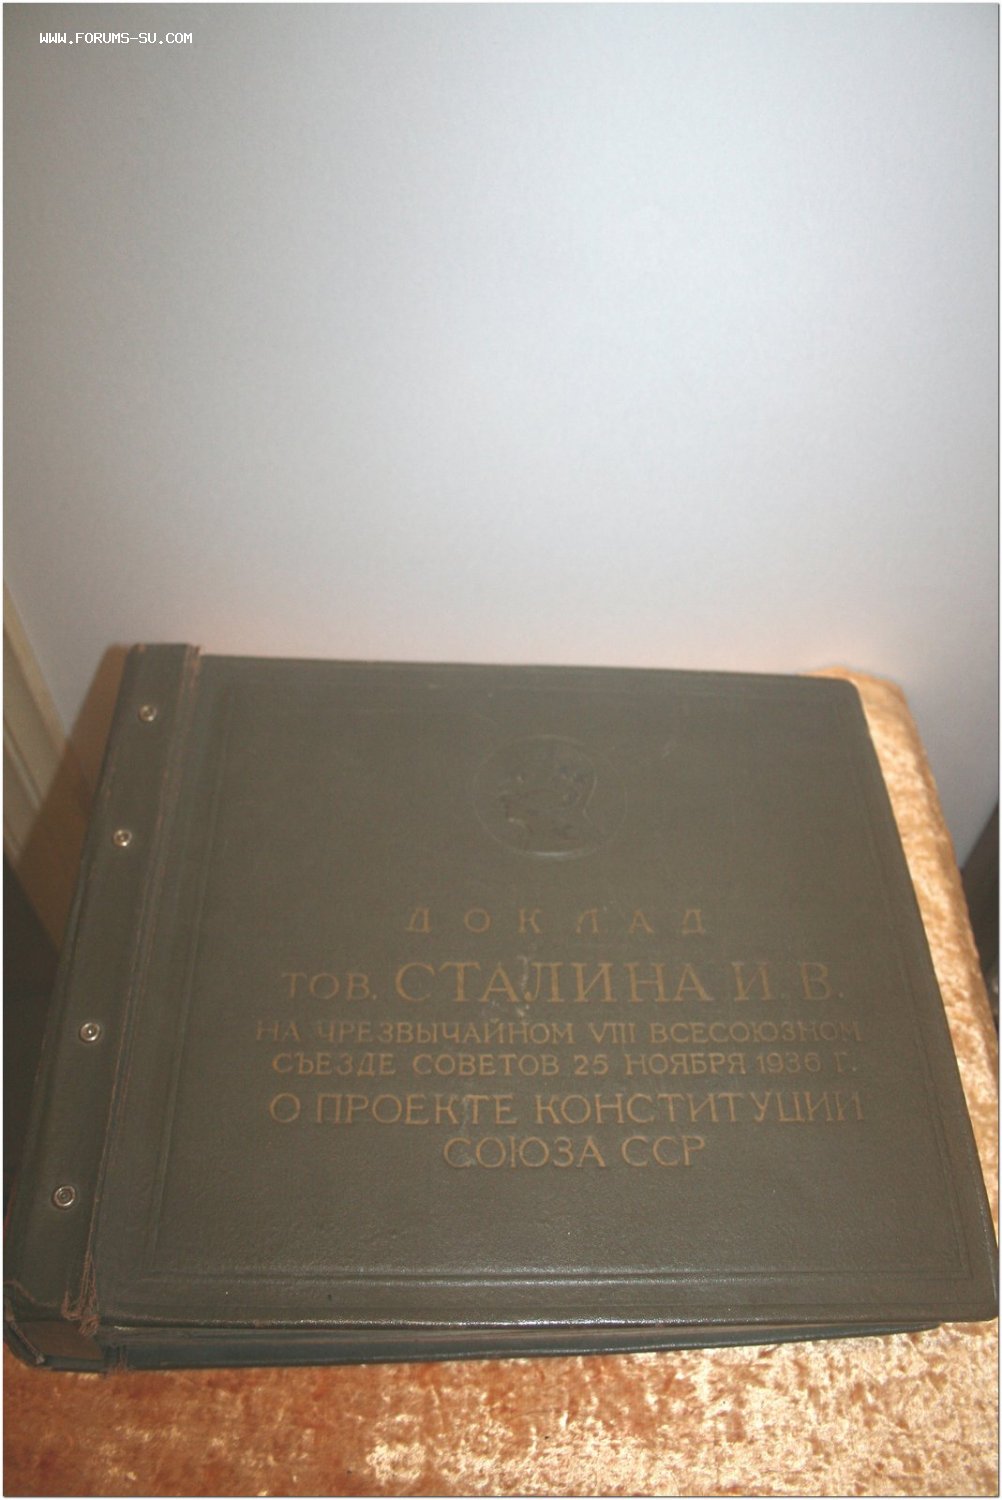 WWW.FORUMS-SU.COM
ДОКЛАД
ТОВ. СТАЛИНА И. В.
НА ЧРЕЗВЫЧАЙНОМ VIII ВСЕСОЮЗНОМ
СЪЕЗДЕ СОВЕТОВ 25 НОЯБРЯ 1936 Г.
О ПРОЕКТЕ КОНСТИТУЦИИ
СОЮЗА ССР